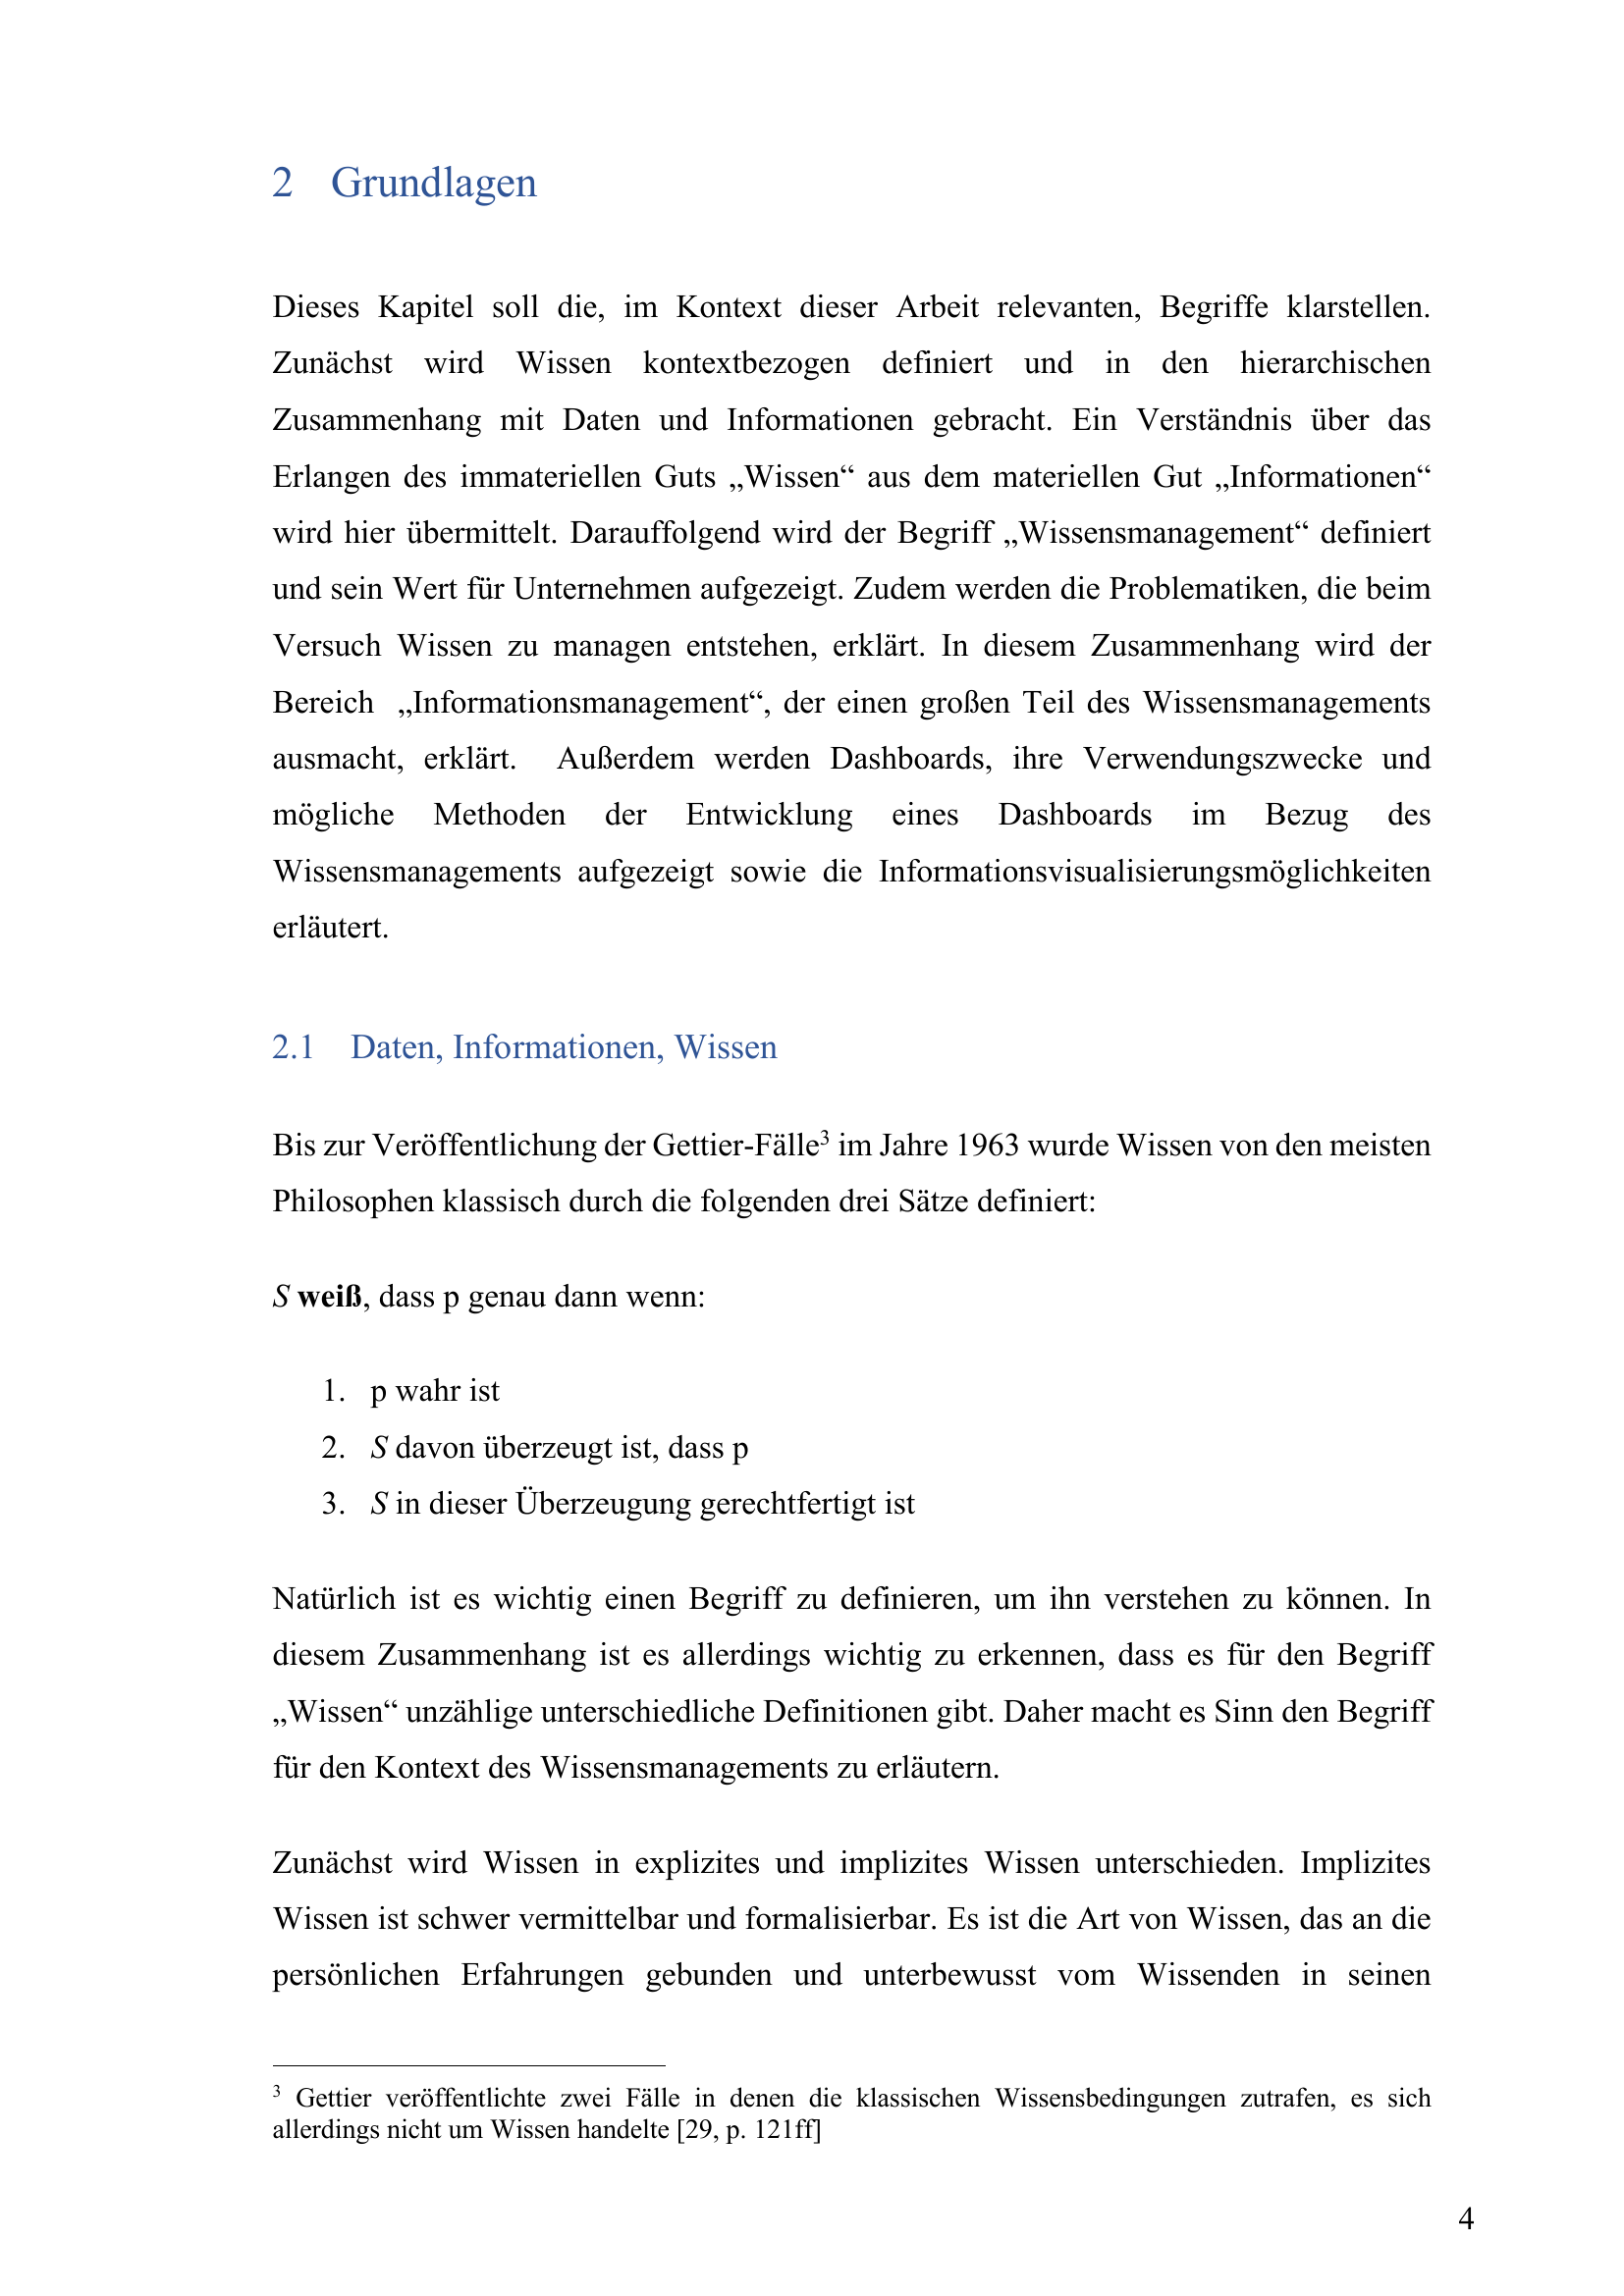 2 Grundlagen
Dieses Kapitel soll die, im Kontext dieser Arbeit relevanten, Begriffe klarstellen.
Zunächst wird Wissen kontextbezogen definiert und in den hierarchischen
Zusammenhang mit Daten und Informationen gebracht. Ein Verständnis über das
Erlangen des immateriellen Guts „Wissen“ aus dem materiellen Gut „Informationen“
wird hier übermittelt. Darauffolgend wird der Begriff „Wissensmanagement“ definiert
und sein Wert für Unternehmen aufgezeigt. Zudem werden die Problematiken, die beim
Versuch Wissen zu managen entstehen, erklärt. In diesem Zusammenhang wird der
Bereich „Informationsmanagement“, der einen großen Teil des Wissensmanagements
ausmacht, erklärt. Außerdem werden Dashboards, ihre Verwendungszwecke und
mögliche Methoden der Entwicklung eines Dashboards im Bezug des
Wissensmanagements aufgezeigt sowie die Informationsvisualisierungsmöglichkeiten
erläutert.
2.1 Daten, Informationen, Wissen
Bis zur Veröffentlichung der Gettier-Fälle³ im Jahre 1963 wurde Wissen von den meisten
Philosophen klassisch durch die folgenden drei Sätze definiert:
S weiß, dass p genau dann wenn:
1. p wahr ist
2. S davon überzeugt ist, dass p
3. S in dieser Überzeugung gerechtfertigt ist
Natürlich ist es wichtig einen Begriff zu definieren, um ihn verstehen zu können. In
diesem Zusammenhang ist es allerdings wichtig zu erkennen, dass es für den Begriff
„Wissen“ unzählige unterschiedliche Definitionen gibt. Daher macht es Sinn den Begriff
für den Kontext des Wissensmanagements zu erläutern.
Zunächst wird Wissen in explizites und implizites Wissen unterschieden. Implizites
Wissen ist schwer vermittelbar und formalisierbar. Es ist die Art von Wissen, das an die
persönlichen Erfahrungen gebunden und unterbewusst vom Wissenden in seinen
³ Gettier veröffentlichte zwei Fälle in denen die klassischen Wissensbedingungen zutrafen, es sich
allerdings nicht um Wissen handelte [29, p. 121ff]
4